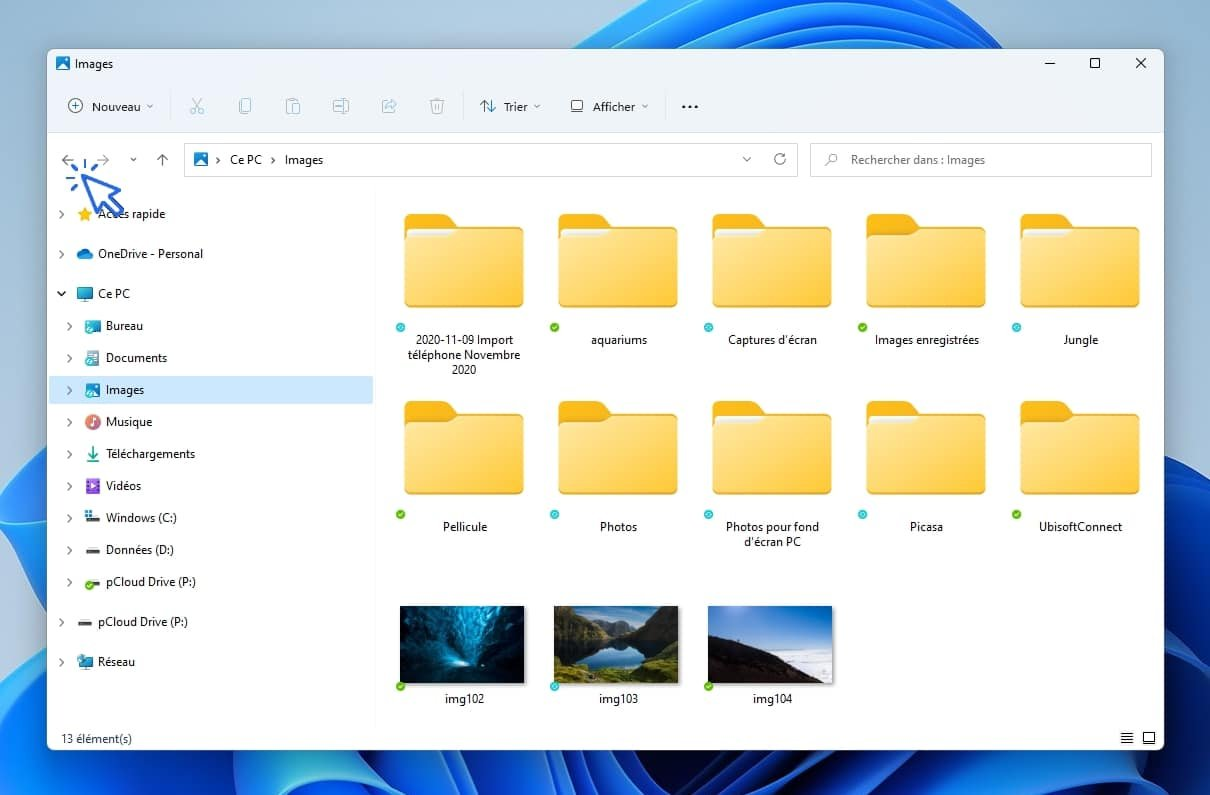 Images
Nouveau
Trier
Afficher
Ce PC > Images
Rechercher dans : Images
Accès rapide
OneDrive - Personal
Ce PC
Bureau
Documents
Images
Musique
Téléchargements
Vidéos
Windows (C:)
Données (D:)
pCloud Drive (P:)
pCloud Drive (P:)
Réseau
2020-11-09 Import
téléphone Novembre
2020
aquariums
Captures d'écran
Images enregistrées
Jungle
Pellicule
Photos
Photos pour fond
d'écran PC
Picasa
UbisoftConnect
img102
img103
img104
13 élément(s)